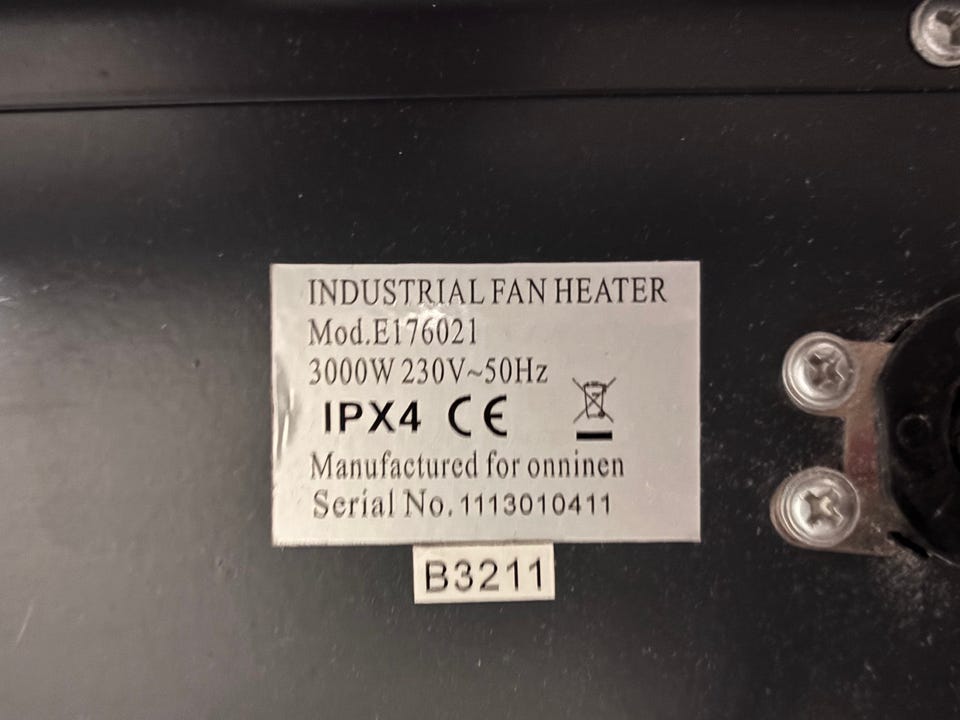 INDUSTRIAL FAN HEATER
Mod.E176021
3000W 230V~50Hz
IPX4 CE
Manufactured for onninen
Serial No. 1113010411
B3211